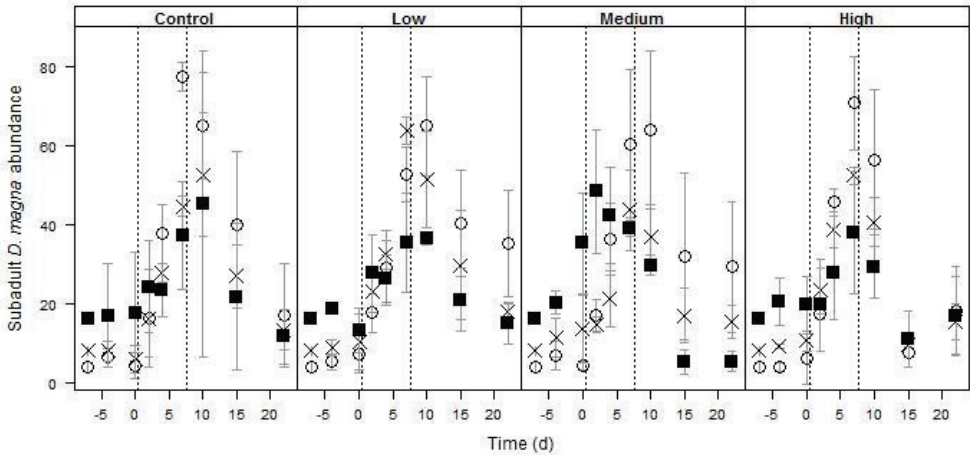 Control Low Medium High
Subadult D. magna abundance
80
60
40
20
0
-5 0 5 10 15 20 -5 0 5 10 15 20 -5 0 5 10 15 20 -5 0 5 10 15 20
Time (d)